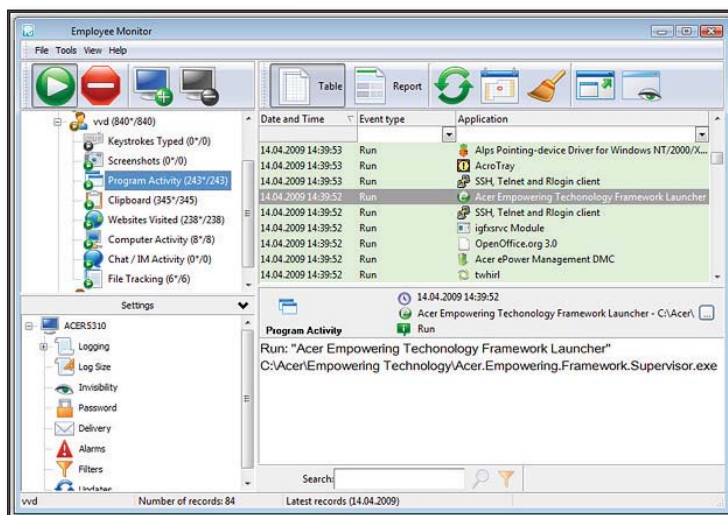 Employee Monitor
File Tools View Help
Table
Report
vvd (840*/840)
Keystrokes Typed (0*/0)
Screenshots (0*/0)
Program Activity (243*/243)
Clipboard (345*/345)
Websites Visited (238*/238)
Computer Activity (8*/8)
Chat / IM Activity (0*/0)
File Tracking (6*/6)
Date and Time Event type Application
14.04.2009 14:39:53 Run Alps Pointing-device Driver for Windows NT/2000/X...
14.04.2009 14:39:53 Run AcroTray
14.04.2009 14:39:53 Run SSH, Telnet and Rlogin client
14.04.2009 14:39:52 Run Acer Empowering Techonology Framework Launcher
14.04.2009 14:39:52 Run SSH, Telnet and Rlogin client
14.04.2009 14:39:52 Run igfxsrvc Module
14.04.2009 14:39:52 Run OpenOffice.org 3.0
14.04.2009 14:39:52 Run Acer ePower Management DMC
14.04.2009 14:39:52 Run twhirl
Settings
ACER5310
Logging
Log Size
Invisibility
Password
Delivery
Alarms
Filters
Updates
Program Activity
14.04.2009 14:39:52
Acer Empowering Techonology Framework Launcher - C:\Acer\ ...
Run
Run: "Acer Empowering Techonology Framework Launcher"
C:\Acer\Empowering Technology\Acer.Empowering.Framework.Supervisor.exe
Search:
vvd Number of records: 84 Latest records (14.04.2009)